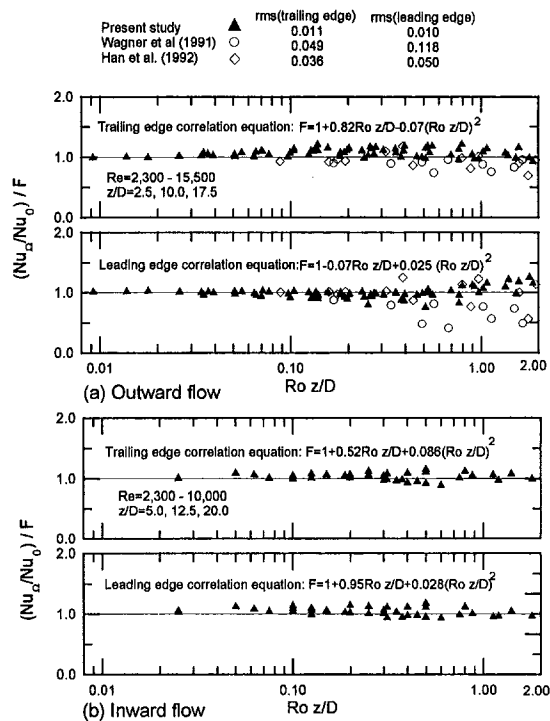 rms(trailing edge) rms(leading edge)
Present study ▲ 0.011 0.010
Wagner et al (1991) ○ 0.049 0.118
Han et al. (1992) ◇ 0.036 0.050
2.0
Trailing edge correlation equation: F=1+0.82Ro z/D-0.07(Ro z/D)²
1.0
Re=2,300 - 15,500
z/D=2.5, 10.0, 17.5
0.0
2.0
Leading edge correlation equation:F=1-0.07Ro z/D+0.025 (Ro z/D)²
1.0
0.0
(Nu_Ω/Nu_0) / F
0.01 0.10 1.00 2.00
Ro z/D
(a) Outward flow
2.0
Trailing edge correlation equation: F=1+0.52Ro z/D+0.086(Ro z/D)²
1.0
Re=2,300 - 10,000
z/D=5.0, 12.5, 20.0
0.0
2.0
Leading edge correlation equation: F=1+0.95Ro z/D+0.028(Ro z/D)²
1.0
0.0
(Nu_Ω/Nu_0) / F
0.01 0.10 1.00 2.00
Ro z/D
(b) Inward flow